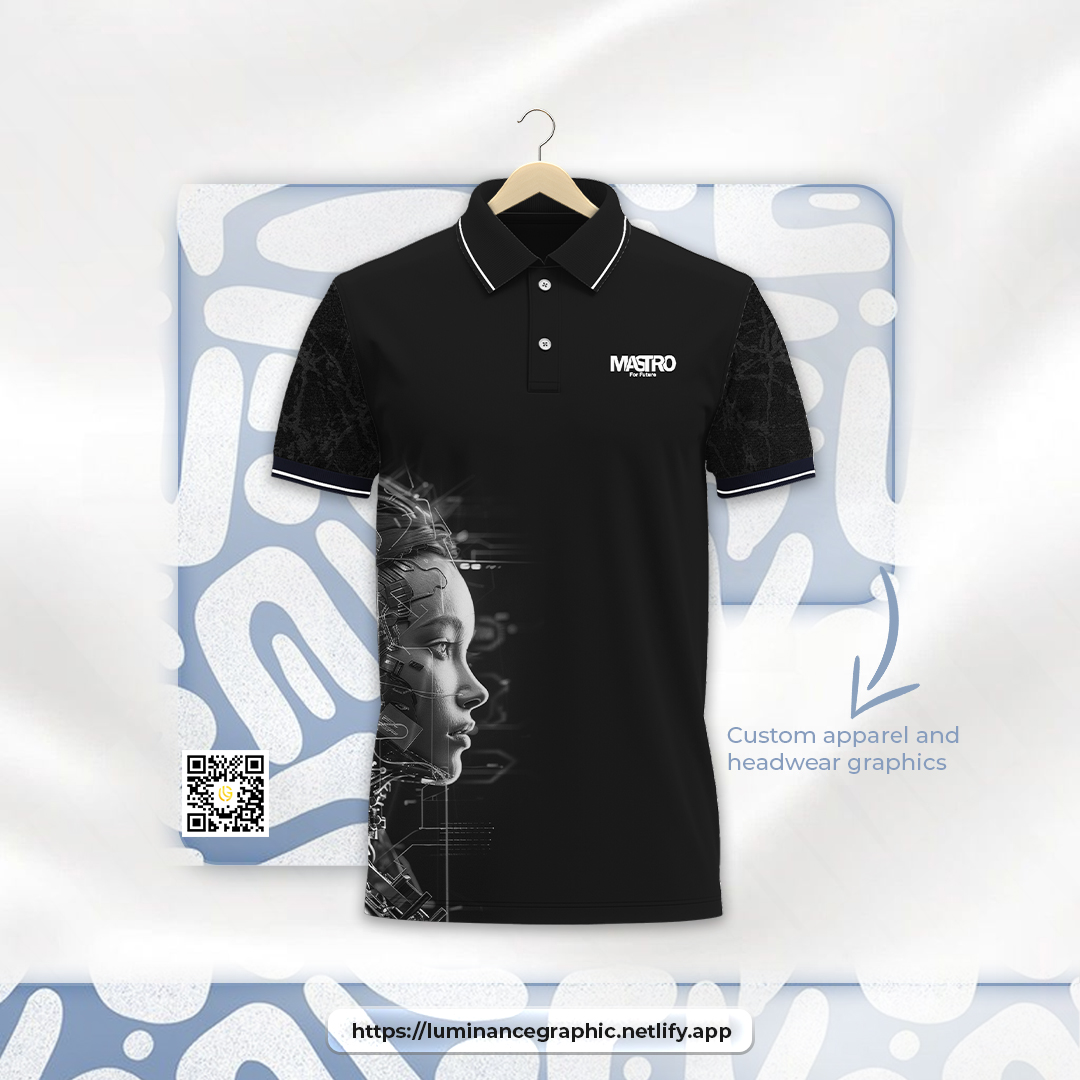 MASTRO
For Future
Custom apparel and
headwear graphics
https://luminancegraphic.netlify.app